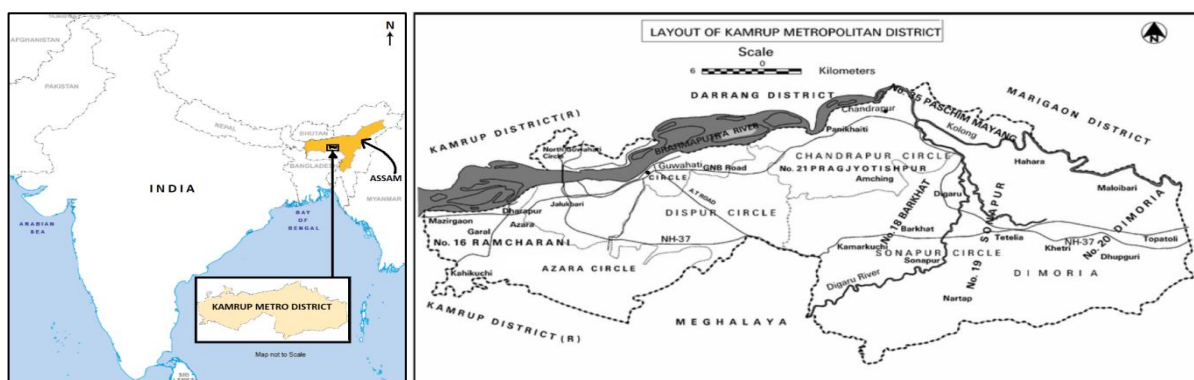 N
AFGHANISTAN
PAKISTAN
NEPAL
BHUTAN
BANGLADESH
ASSAM
INDIA
MYANMAR
ARABIAN
SEA
BAY
OF
BENGAL
KAMRUP METRO DISTRICT
Map not to Scale
SRI
LAYOUT OF KAMRUP METROPOLITAN DISTRICT
N
Scale
0
6 Kilometers
DARRANG DISTRICT
MARIGAON DISTRICT
KAMRUP DISTRICT(R)
No. 35 PASCHIM MAYANG
Chandrapur
Kolong
BRAHMAPUTRA RIVER
Panikhaiti
North Guwahati
Circle
CHANDRAPUR CIRCLE
Hahara
Guwahati
GNB Road
CIRCLE
No.21 PRAGJYOTISHPUR
Amching
Maloibari
Jalukbari
A.T ROAD
Digaru
Dharapur
Mazirgaon
Azara
DISPUR CIRCLE
No.18 BARKHAT
Garal
No. 16 RAMCHARANI
NH-37
Kamarkuchi
Barkhat
No. 19 SONAPUR
Tetelia
Khetri
NH-37
Topatoli
No. 20 DIMORIA
Dhupguri
SONAPUR CIRCLE
Sonapur
AZARA CIRCLE
Kahikuchi
DIMORIA
Digaru River
Nartap
KAMRUP DISTRICT (R)
MEGHALAYA